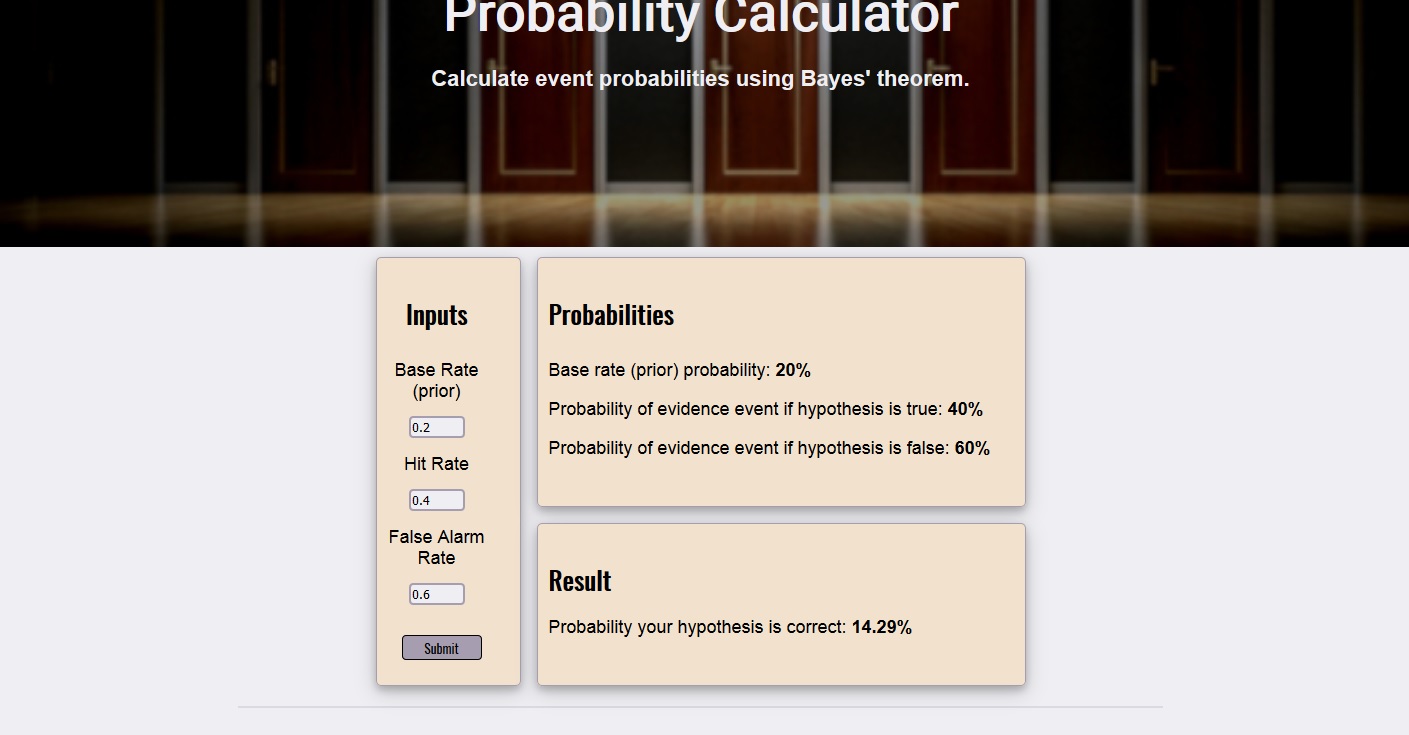 Probability Calculator
Calculate event probabilities using Bayes' theorem.
Inputs
Base Rate
(prior)
0.2
Hit Rate
0.4
False Alarm
Rate
0.6
Submit
Probabilities
Base rate (prior) probability: 20%
Probability of evidence event if hypothesis is true: 40%
Probability of evidence event if hypothesis is false: 60%
Result
Probability your hypothesis is correct: 14.29%